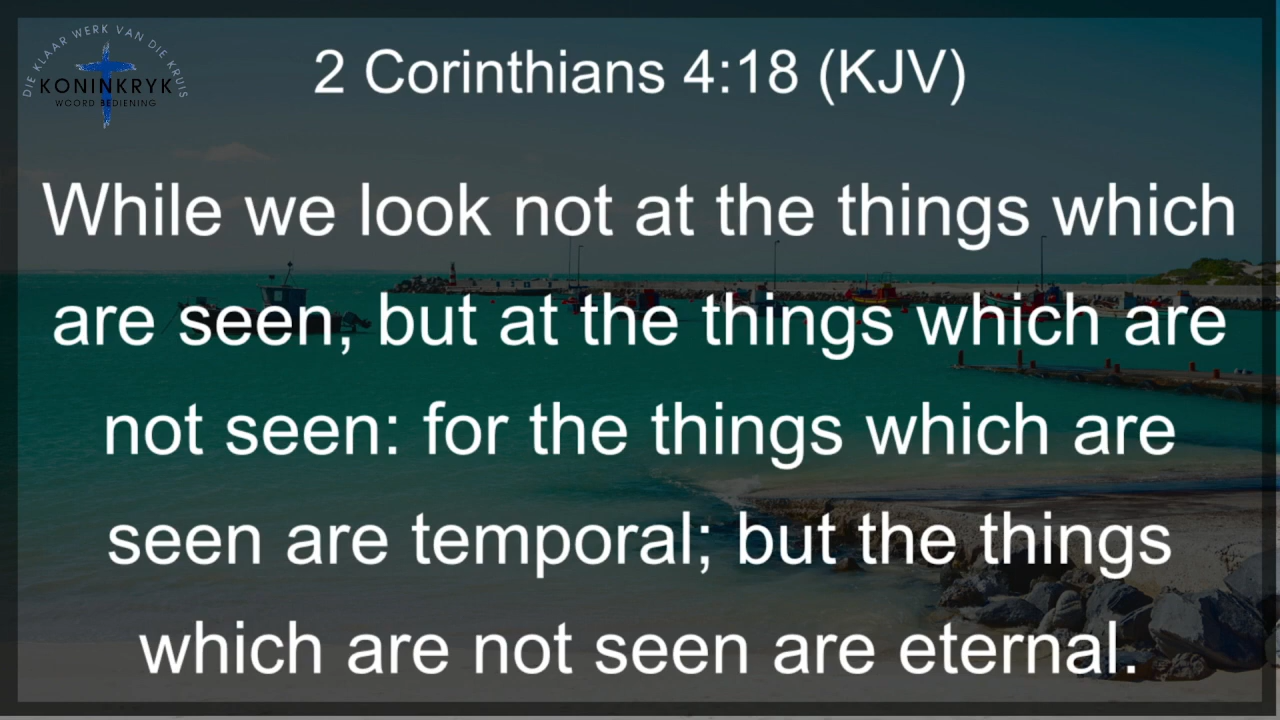 DIE KLAAR WERK VAN DIE KRUIS
KONINKRYK
WOORD BEDIENING
2 Corinthians 4:18 (KJV)
While we look not at the things which
are seen, but at the things which are
not seen: for the things which are
seen are temporal; but the things
which are not seen are eternal.